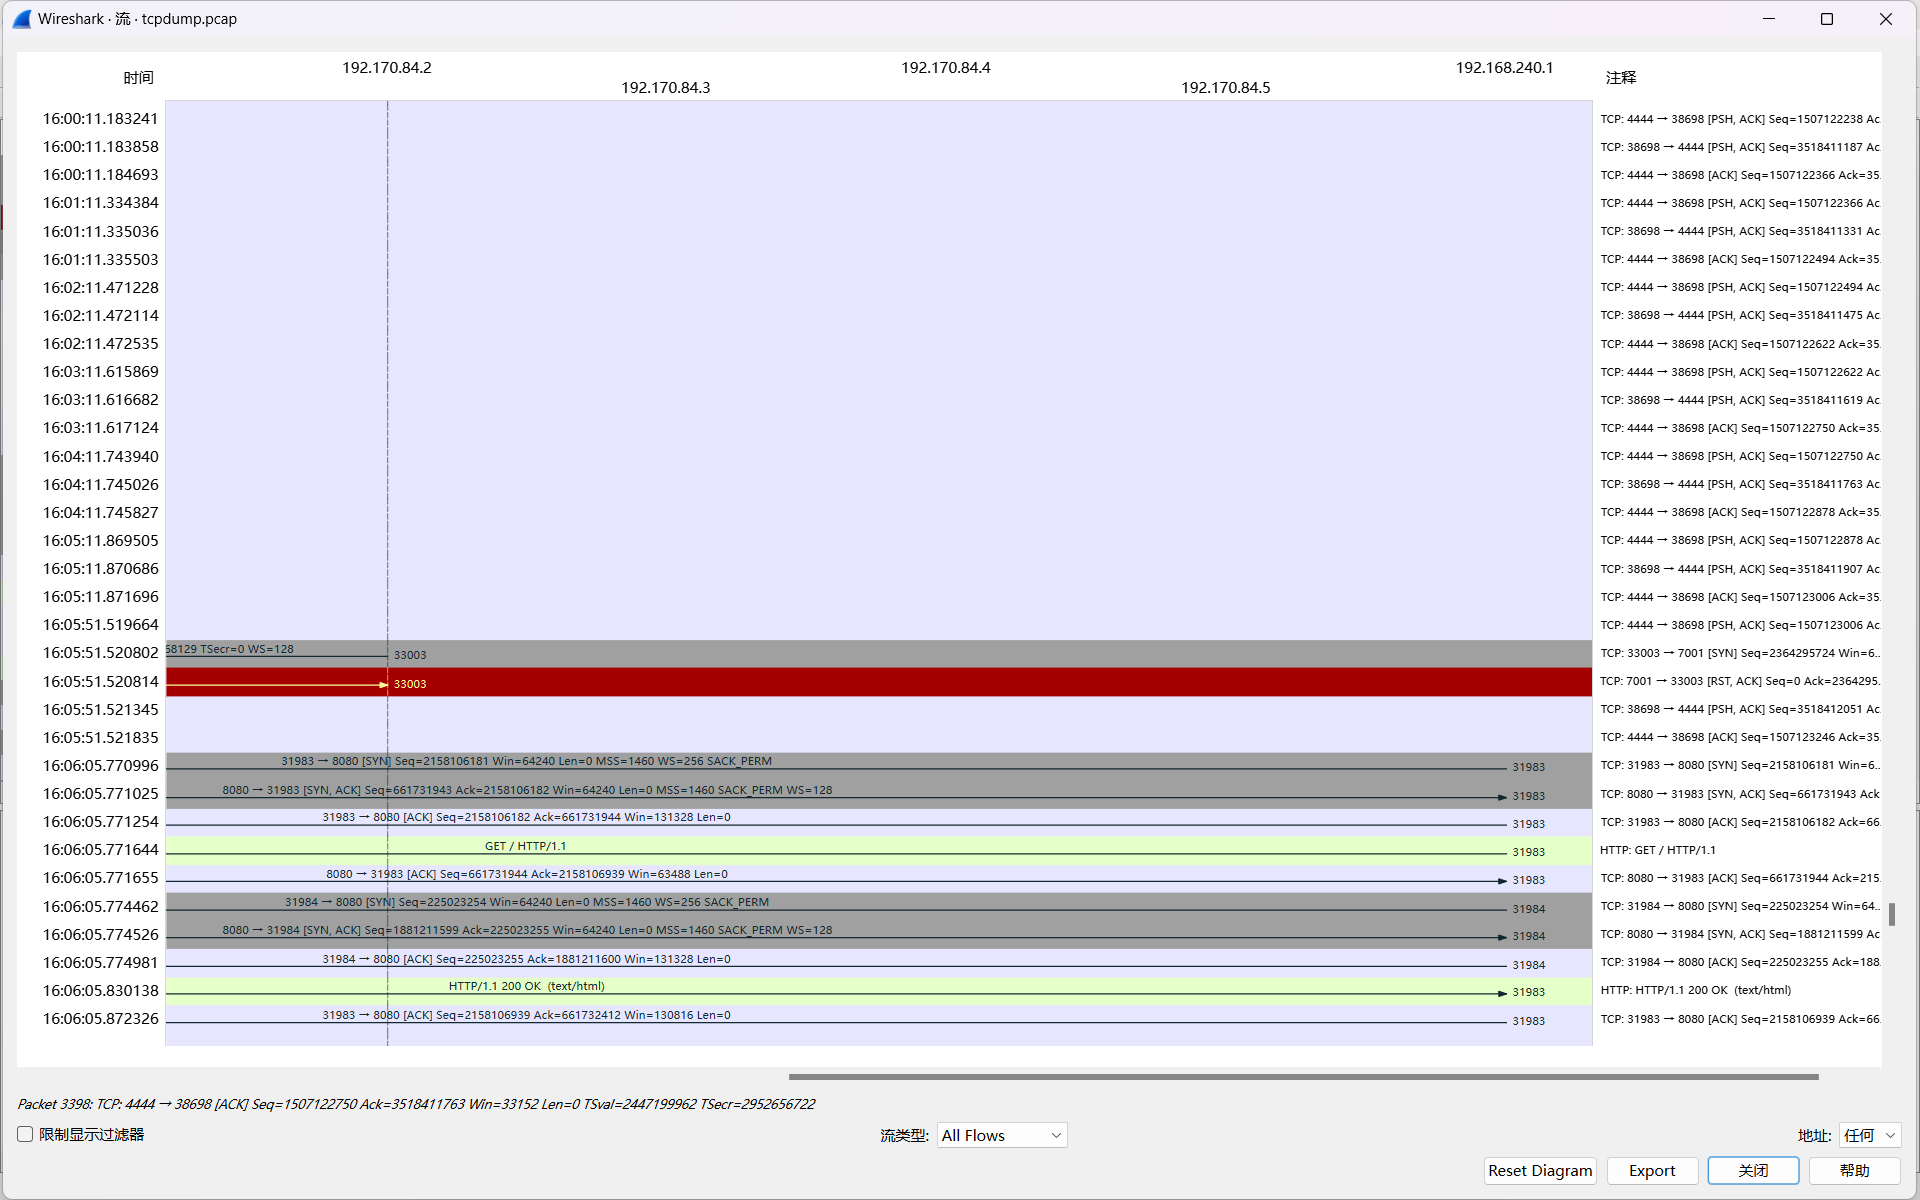 Wireshark · 流 · tcpdump.pcap
时间 192.170.84.2 192.170.84.3 192.170.84.4 192.170.84.5 192.168.240.1 注释
16:00:11.183241 TCP: 4444 → 38698 [PSH, ACK] Seq=1507122238 Ac.
16:00:11.183858 TCP: 38698 → 4444 [PSH, ACK] Seq=3518411187 Ac.
16:00:11.184693 TCP: 4444 → 38698 [ACK] Seq=1507122366 Ack=35.
16:01:11.334384 TCP: 4444 → 38698 [PSH, ACK] Seq=1507122366 Ac.
16:01:11.335036 TCP: 38698 → 4444 [PSH, ACK] Seq=3518411331 Ac.
16:01:11.335503 TCP: 4444 → 38698 [ACK] Seq=1507122494 Ack=35.
16:02:11.471228 TCP: 4444 → 38698 [PSH, ACK] Seq=1507122494 Ac.
16:02:11.472114 TCP: 38698 → 4444 [PSH, ACK] Seq=3518411475 Ac.
16:02:11.472535 TCP: 4444 → 38698 [ACK] Seq=1507122622 Ack=35.
16:03:11.615869 TCP: 4444 → 38698 [PSH, ACK] Seq=1507122622 Ac.
16:03:11.616682 TCP: 38698 → 4444 [PSH, ACK] Seq=3518411619 Ac.
16:03:11.617124 TCP: 4444 → 38698 [ACK] Seq=1507122750 Ack=35.
16:04:11.743940 TCP: 4444 → 38698 [PSH, ACK] Seq=1507122750 Ac.
16:04:11.745026 TCP: 38698 → 4444 [PSH, ACK] Seq=3518411763 Ac.
16:04:11.745827 TCP: 4444 → 38698 [ACK] Seq=1507122878 Ack=35.
16:05:11.869505 TCP: 4444 → 38698 [PSH, ACK] Seq=1507122878 Ac.
16:05:11.870686 TCP: 38698 → 4444 [PSH, ACK] Seq=3518411907 Ac.
16:05:11.871696 TCP: 4444 → 38698 [ACK] Seq=1507123006 Ack=35.
16:05:51.519664 TCP: 4444 → 38698 [PSH, ACK] Seq=1507123006 Ac.
16:05:51.520802 58129 TSecr=0 WS=128 33003 TCP: 33003 → 7001 [SYN] Seq=2364295724 Win=6..
16:05:51.520814 33003 TCP: 7001 → 33003 [RST, ACK] Seq=0 Ack=2364295.
16:05:51.521345 TCP: 38698 → 4444 [PSH, ACK] Seq=3518412051 Ac.
16:05:51.521835 TCP: 4444 → 38698 [ACK] Seq=1507123246 Ack=35.
16:06:05.770996 31983 → 8080 [SYN] Seq=2158106181 Win=64240 Len=0 MSS=1460 WS=256 SACK_PERM 31983 TCP: 31983 → 8080 [SYN] Seq=2158106181 Win=6..
16:06:05.771025 8080 → 31983 [SYN, ACK] Seq=661731943 Ack=2158106182 Win=64240 Len=0 MSS=1460 SACK_PERM WS=128 31983 TCP: 8080 → 31983 [SYN, ACK] Seq=661731943 Ack
16:06:05.771254 31983 → 8080 [ACK] Seq=2158106182 Ack=661731944 Win=131328 Len=0 31983 TCP: 31983 → 8080 [ACK] Seq=2158106182 Ack=66.
16:06:05.771644 GET / HTTP/1.1 31983 HTTP: GET / HTTP/1.1
16:06:05.771655 8080 → 31983 [ACK] Seq=661731944 Ack=2158106939 Win=63488 Len=0 31983 TCP: 8080 → 31983 [ACK] Seq=661731944 Ack=215.
16:06:05.774462 31984 → 8080 [SYN] Seq=225023254 Win=64240 Len=0 MSS=1460 WS=256 SACK_PERM 31984 TCP: 31984 → 8080 [SYN] Seq=225023254 Win=64..
16:06:05.774526 8080 → 31984 [SYN, ACK] Seq=1881211599 Ack=225023255 Win=64240 Len=0 MSS=1460 SACK_PERM WS=128 31984 TCP: 8080 → 31984 [SYN, ACK] Seq=1881211599 Ac
16:06:05.774981 31984 → 8080 [ACK] Seq=225023255 Ack=1881211600 Win=131328 Len=0 31984 TCP: 31984 → 8080 [ACK] Seq=225023255 Ack=188.
16:06:05.830138 HTTP/1.1 200 OK (text/html) 31983 HTTP: HTTP/1.1 200 OK (text/html)
16:06:05.872326 31983 → 8080 [ACK] Seq=2158106939 Ack=661732412 Win=130816 Len=0 31983 TCP: 31983 → 8080 [ACK] Seq=2158106939 Ack=66.
Packet 3398: TCP: 4444 → 38698 [ACK] Seq=1507122750 Ack=3518411763 Win=33152 Len=0 TSval=2447199962 TSecr=2952656722
限制显示过滤器 流类型: All Flows 地址: 任何
Reset Diagram Export 关闭 帮助